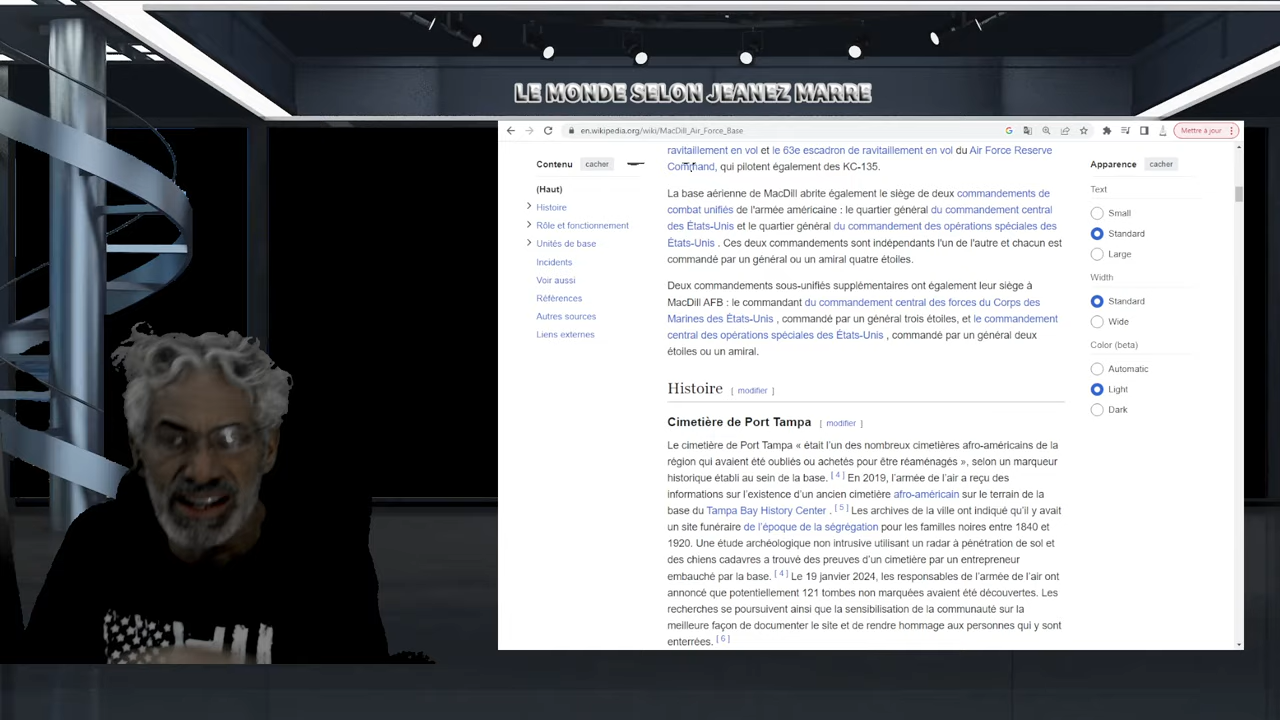 LE MONDE SELON JEANEZ MARRE
en.wikipedia.org/wiki/MacDill_Air_Force_Base
Mettre à jour
Contenu
cacher
(Haut)
Histoire
Rôle et fonctionnement
Unités de base
Incidents
Voir aussi
Références
Autres sources
Liens externes
ravitaillement en vol et le 63e escadron de ravitaillement en vol du Air Force Reserve
Command, qui pilotent également des KC-135.
La base aérienne de MacDill abrite également le siège de deux commandements de
combat unifiés de l'armée américaine : le quartier général du commandement central
des États-Unis et le quartier général du commandement des opérations spéciales des
États-Unis . Ces deux commandements sont indépendants l'un de l'autre et chacun est
commandé par un général ou un amiral quatre étoiles.
Deux commandements sous-unifiés supplémentaires ont également leur siège à
MacDill AFB : le commandant du commandement central des forces du Corps des
Marines des États-Unis , commandé par un général trois étoiles, et le commandement
central des opérations spéciales des États-Unis , commandé par un général deux
étoiles ou un amiral.
Histoire [ modifier ]
Cimetière de Port Tampa [ modifier ]
Le cimetière de Port Tampa « était l'un des nombreux cimetières afro-américains de la
région qui avaient été oubliés ou achetés pour être réaménagés », selon un marqueur
historique établi au sein de la base. [ 4 ] En 2019, l'armée de l'air a reçu des
informations sur l'existence d'un ancien cimetière afro-américain sur le terrain de la
base du Tampa Bay History Center . [ 5 ] Les archives de la ville ont indiqué qu'il y avait
un site funéraire de l'époque de la ségrégation pour les familles noires entre 1840 et
1920. Une étude archéologique non intrusive utilisant un radar à pénétration de sol et
des chiens cadavres a trouvé des preuves d'un cimetière par un entrepreneur
embauché par la base. [ 4 ] Le 19 janvier 2024, les responsables de l'armée de l'air ont
annoncé que potentiellement 121 tombes non marquées avaient été découvertes. Les
recherches se poursuivent ainsi que la sensibilisation de la communauté sur la
meilleure façon de documenter le site et de rendre hommage aux personnes qui y sont
enterrées. [ 6 ]
Apparence
cacher
Text
Small
Standard
Large
Width
Standard
Wide
Color (beta)
Automatic
Light
Dark